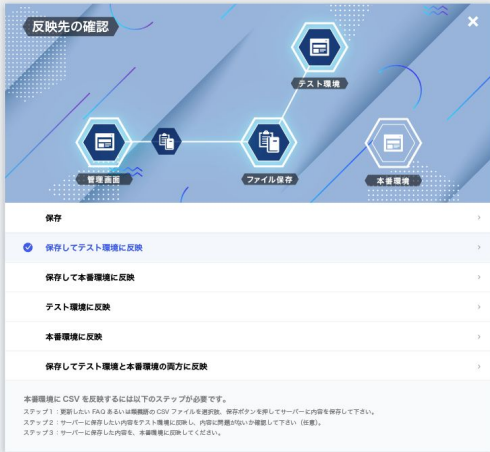 反映先の確認
テスト環境
管理画面
ファイル保存
本番環境
保存
保存してテスト環境に反映
保存して本番環境に反映
テスト環境に反映
本番環境に反映
保存してテスト環境と本番環境の両方に反映
本番環境に CSV を反映するには以下のステップが必要です。
ステップ1:更新したい FAQ あるいは類義語の CSV ファイルを選択肢、保存ボタンを押してサーバーに内容を保存して下さい。
ステップ2:サーバーに保存したい内容をテスト環境に反映し、内容に問題がないか確認して下さい(任意)。
ステップ3:サーバーに保存した内容を、本番環境に反映してください。